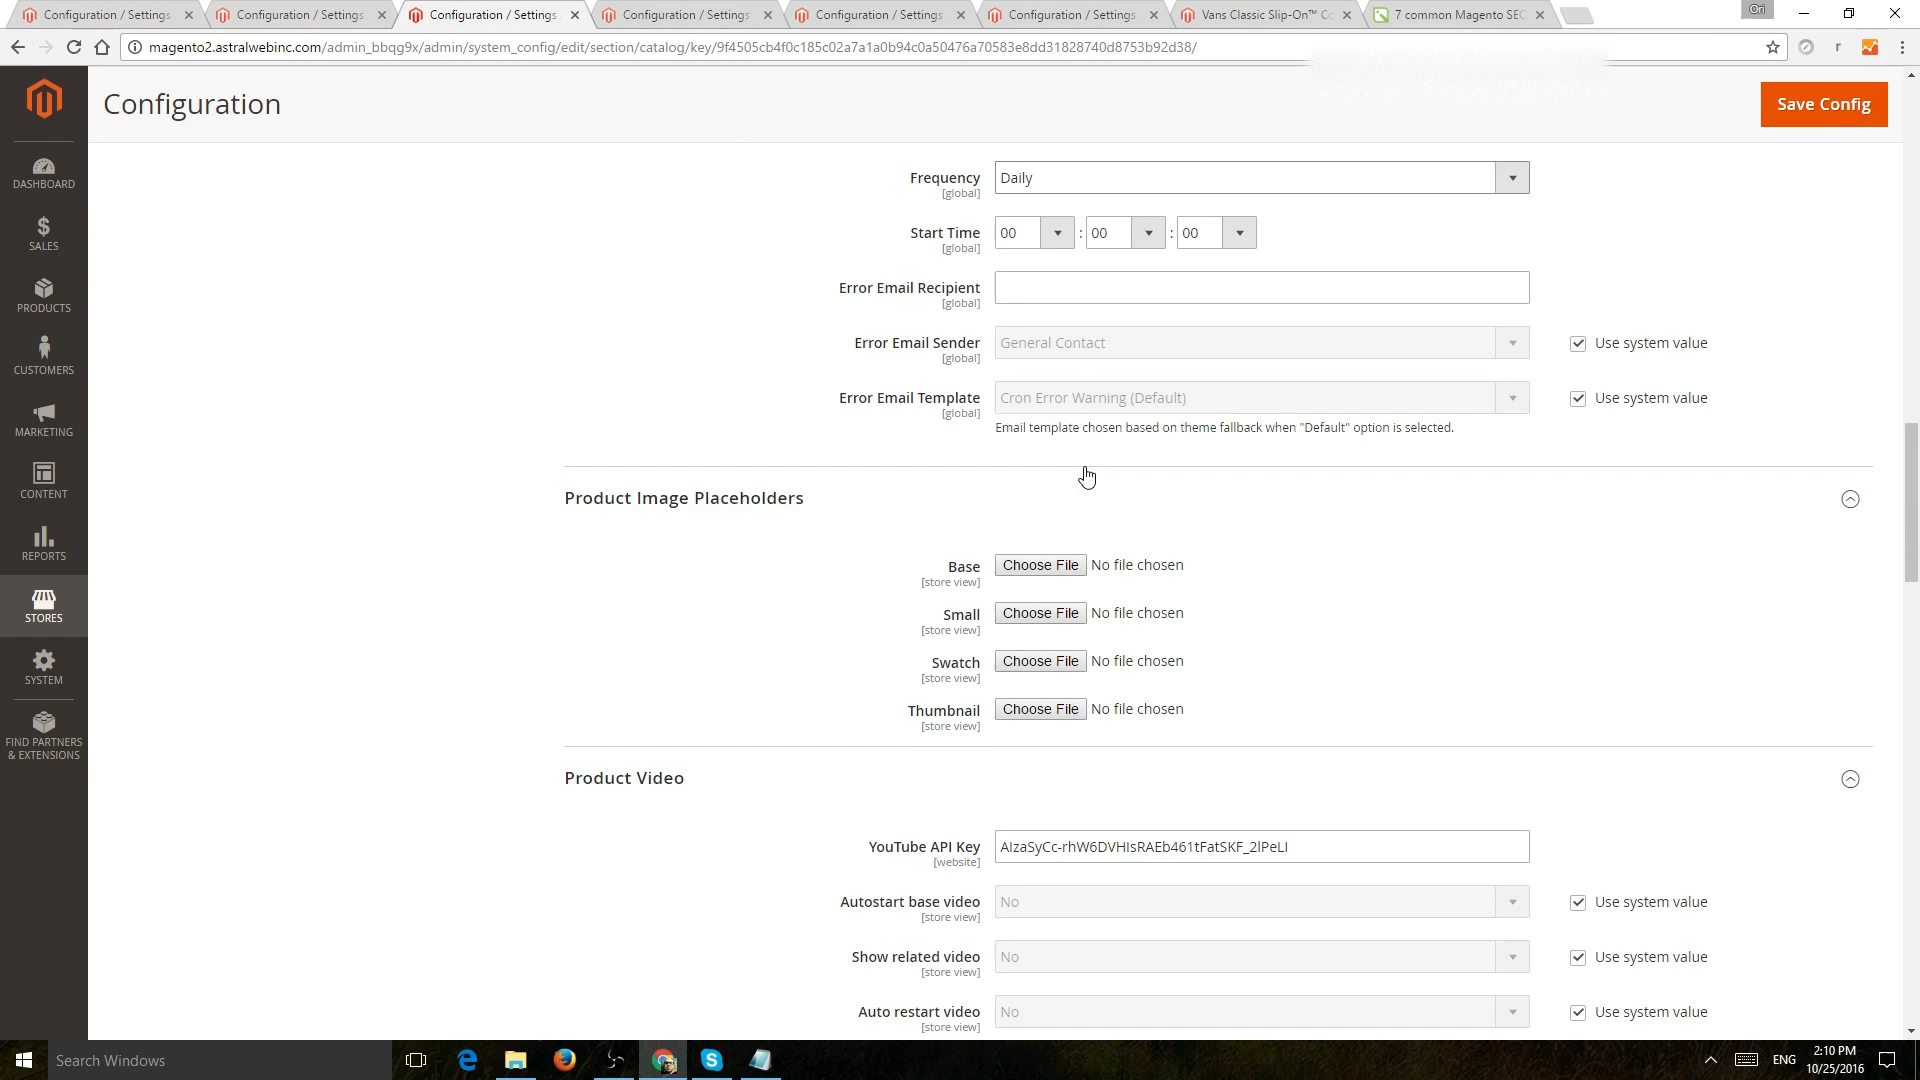 Configuration / Settings
Configuration / Settings
Configuration / Settings
Configuration / Settings
Configuration / Settings
Configuration / Settings
Vans Classic Slip-On™ Co
7 common Magento SEO
Ori
magento2.astralwebinc.com/admin_bbqg9x/admin/system_config/edit/section/catalog/key/9f4505cb4f0c185c02a7a1a0b94c0a50476a70583e8dd31828740d8753b92d38/
r
Configuration
Save Config
DASHBOARD
SALES
PRODUCTS
CUSTOMERS
MARKETING
CONTENT
REPORTS
STORES
SYSTEM
FIND PARTNERS
& EXTENSIONS
Frequency
[global]
Daily
Start Time
[global]
00 : 00 : 00
Error Email Recipient
[global]
Error Email Sender
[global]
General Contact
Use system value
Error Email Template
[global]
Cron Error Warning (Default)
Use system value
Email template chosen based on theme fallback when "Default" option is selected.
Product Image Placeholders
Base
[store view]
Choose File No file chosen
Small
[store view]
Choose File No file chosen
Swatch
[store view]
Choose File No file chosen
Thumbnail
[store view]
Choose File No file chosen
Product Video
YouTube API Key
[website]
Autostart base video
[store view]
No
Use system value
Show related video
[store view]
No
Use system value
Auto restart video
[store view]
No
Use system value
Search Windows
ENG
2:10 PM
10/25/2016